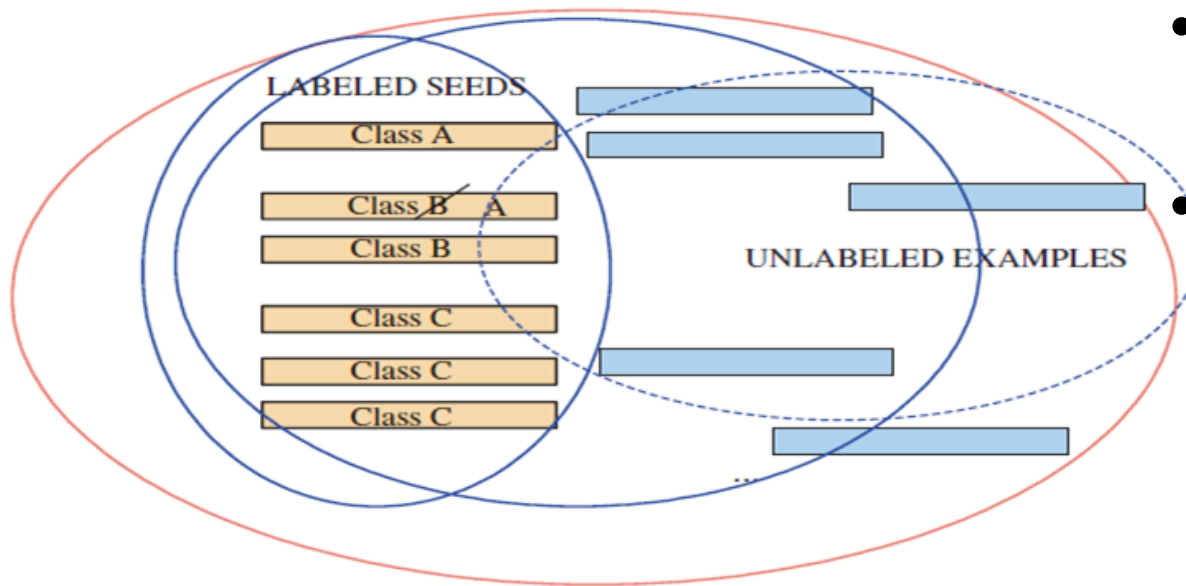 LABELED SEEDS
Class A
Class B A
Class B
Class C
Class C
Class C
UNLABELED EXAMPLES
...